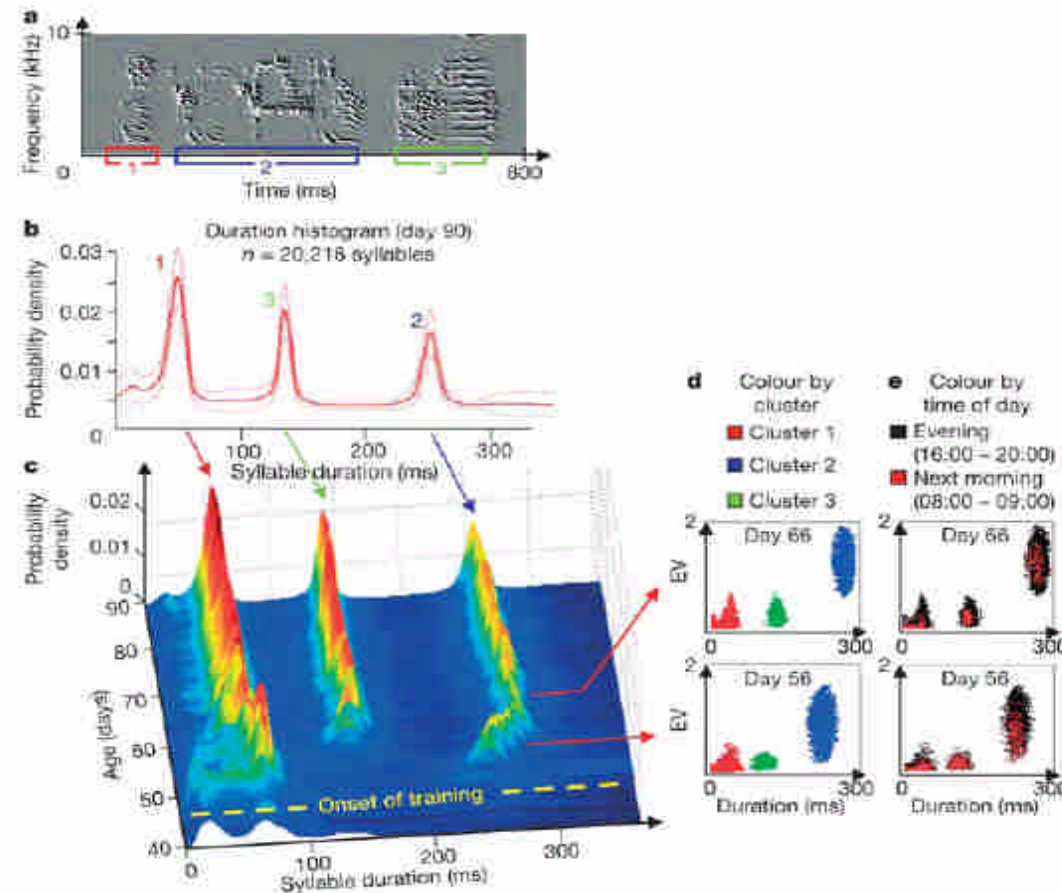 a
10
Frequency (kHz)
0
1
2
3
800
Time (ms)
b
Duration histogram (day 90)
n = 20,218 syllables
0.03
0.02
0.01
0
Probability density
1
3
2
100
200
300
Syllable duration (ms)
c
0.02
0.01
0
Probability density
90
80
70
60
50
40
Age (days)
Onset of training
0
100
200
300
Syllable duration (ms)
d
Colour by
cluster
Cluster 1
Cluster 2
Cluster 3
2
Day 66
EV
0
300
2
Day 56
EV
0
300
Duration (ms)
e
Colour by
time of day
Evening
(16:00 – 20:00)
Next morning
(08:00 – 09:00)
2
Day 66
0
300
2
Day 56
0
300
Duration (ms)